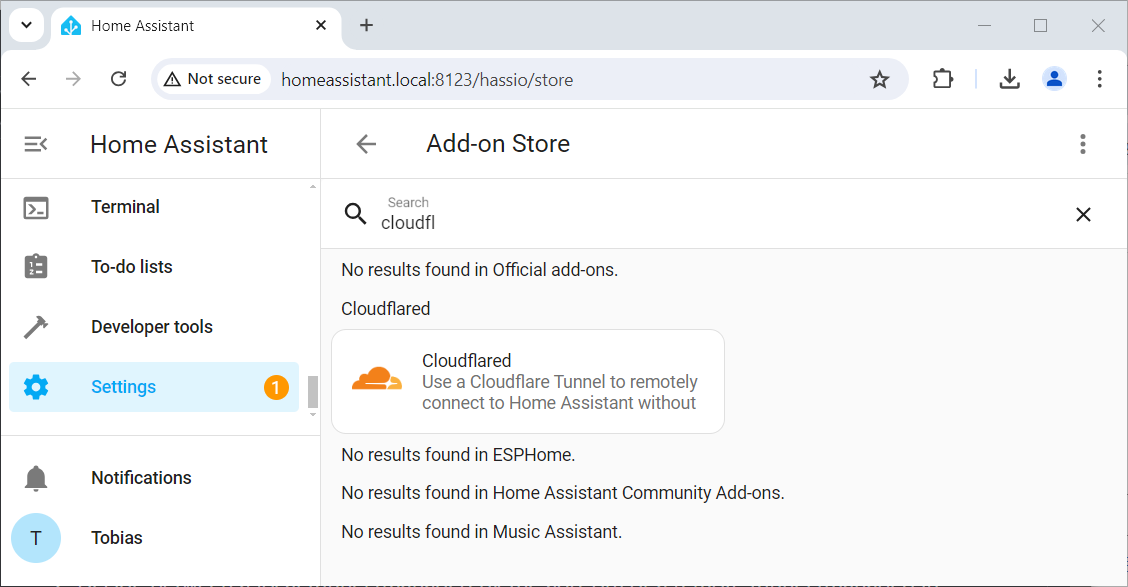 Home Assistant
Not secure homeassistant.local:8123/hassio/store
Home Assistant
Add-on Store
Terminal
To-do lists
Developer tools
Settings 1
Notifications
T Tobias
Search
cloudfl
No results found in Official add-ons.
Cloudflared
Cloudflared
Use a Cloudflare Tunnel to remotely
connect to Home Assistant without
No results found in ESPHome.
No results found in Home Assistant Community Add-ons.
No results found in Music Assistant.